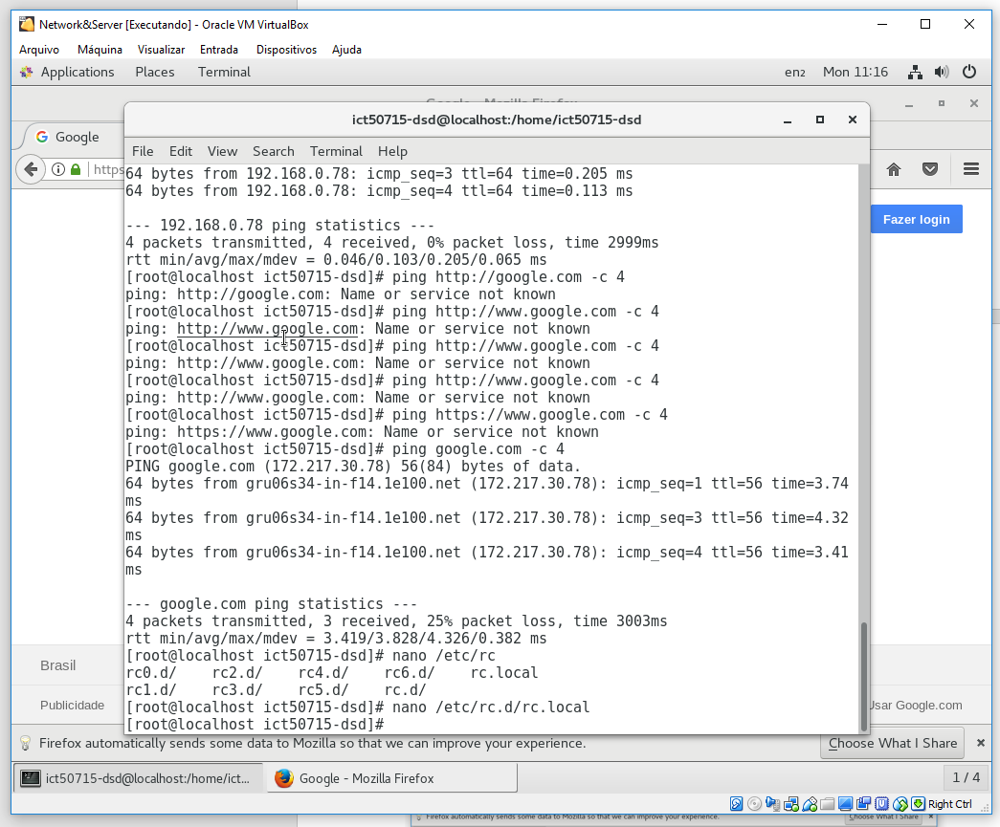 Network&Server [Executando] - Oracle VM VirtualBox
Arquivo Máquina Visualizar Entrada Dispositivos Ajuda
Applications Places Terminal en2 Mon 11:16
ict50715-dsd@localhost:/home/ict50715-dsd
Google
File Edit View Search Terminal Help
https
Fazer login
64 bytes from 192.168.0.78: icmp_seq=3 ttl=64 time=0.205 ms
64 bytes from 192.168.0.78: icmp_seq=4 ttl=64 time=0.113 ms
--- 192.168.0.78 ping statistics ---
4 packets transmitted, 4 received, 0% packet loss, time 2999ms
rtt min/avg/max/mdev = 0.046/0.103/0.205/0.065 ms
[root@localhost ict50715-dsd]# ping http://google.com -c 4
ping: http://google.com: Name or service not known
[root@localhost ict50715-dsd]# ping http://www.google.com -c 4
ping: http://www.google.com: Name or service not known
[root@localhost ict50715-dsd]# ping http://www.google.com -c 4
ping: http://www.google.com: Name or service not known
[root@localhost ict50715-dsd]# ping http://www.google.com -c 4
ping: http://www.google.com: Name or service not known
[root@localhost ict50715-dsd]# ping https://www.google.com -c 4
ping: https://www.google.com: Name or service not known
[root@localhost ict50715-dsd]# ping google.com -c 4
PING google.com (172.217.30.78) 56(84) bytes of data.
64 bytes from gru06s34-in-f14.1e100.net (172.217.30.78): icmp_seq=1 ttl=56 time=3.74
ms
64 bytes from gru06s34-in-f14.1e100.net (172.217.30.78): icmp_seq=3 ttl=56 time=4.32
ms
64 bytes from gru06s34-in-f14.1e100.net (172.217.30.78): icmp_seq=4 ttl=56 time=3.41
ms
--- google.com ping statistics ---
4 packets transmitted, 3 received, 25% packet loss, time 3003ms
rtt min/avg/max/mdev = 3.419/3.828/4.326/0.382 ms
[root@localhost ict50715-dsd]# nano /etc/rc
rc0.d/ rc2.d/ rc4.d/ rc6.d/ rc.local
rc1.d/ rc3.d/ rc5.d/ rc.d/
[root@localhost ict50715-dsd]# nano /etc/rc.d/rc.local
[root@localhost ict50715-dsd]#
Brasil
Publicidade
Usar Google.com
Firefox automatically sends some data to Mozilla so that we can improve your experience. Choose What I Share
ict50715-dsd@localhost:/home/ict... Google - Mozilla Firefox 1 / 4
Right Ctrl
Firefox automatically sends some data to Mozilla so that we can improve your experience. Choose What I Share